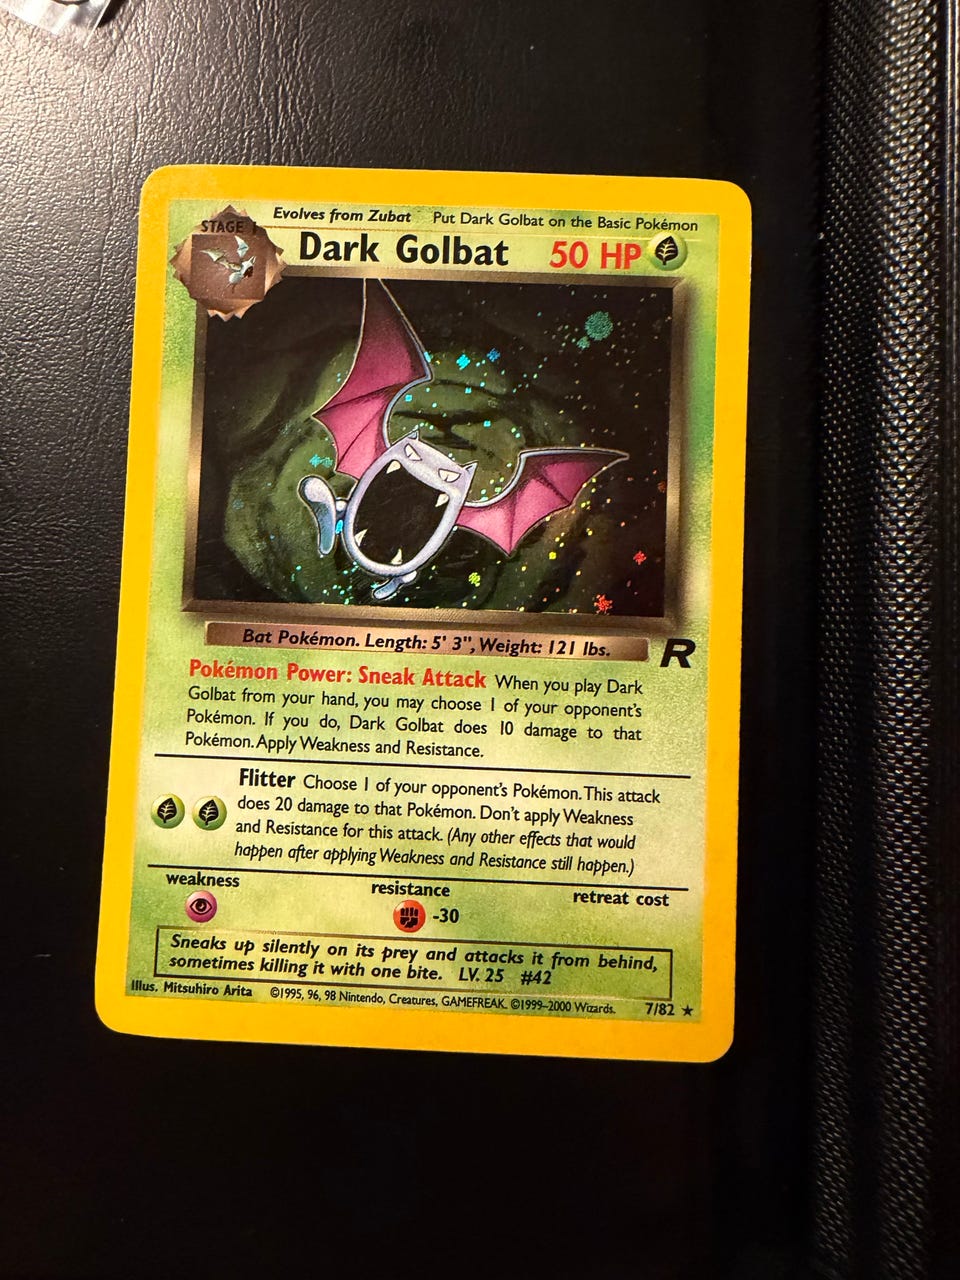 Evolves from Zubat Put Dark Golbat on the Basic Pokémon
STAGE 1
Dark Golbat 50 HP
Bat Pokémon. Length: 5' 3", Weight: 121 lbs.
R
Pokémon Power: Sneak Attack When you play Dark
Golbat from your hand, you may choose 1 of your opponent's
Pokémon. If you do, Dark Golbat does 10 damage to that
Pokémon. Apply Weakness and Resistance.
Flitter Choose 1 of your opponent's Pokémon. This attack
does 20 damage to that Pokémon. Don't apply Weakness
and Resistance for this attack. (Any other effects that would
happen after applying Weakness and Resistance still happen.)
weakness resistance retreat cost
-30
Sneaks up silently on its prey and attacks it from behind,
sometimes killing it with one bite. LV. 25 #42
Illus. Mitsuhiro Arita ©1995, 96, 98 Nintendo, Creatures, GAMEFREAK. ©1999–2000 Wizards. 7/82 ★